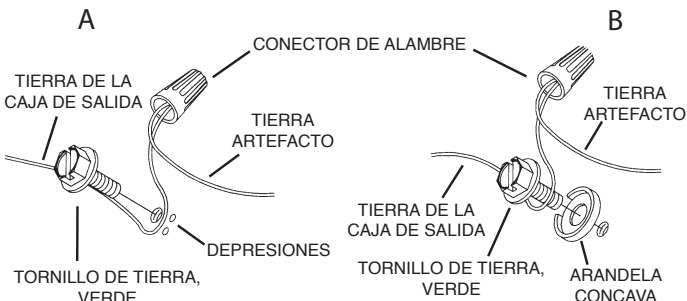 A
B
CONECTOR DE ALAMBRE
TIERRA DE LA
CAJA DE SALIDA
TIERRA
ARTEFACTO
TIERRA
ARTEFACTO
DEPRESIONES
TIERRA DE LA
CAJA DE SALIDA
TORNILLO DE TIERRA,
VERDE
TORNILLO DE TIERRA,
VERDE
ARANDELA
CONCAVA